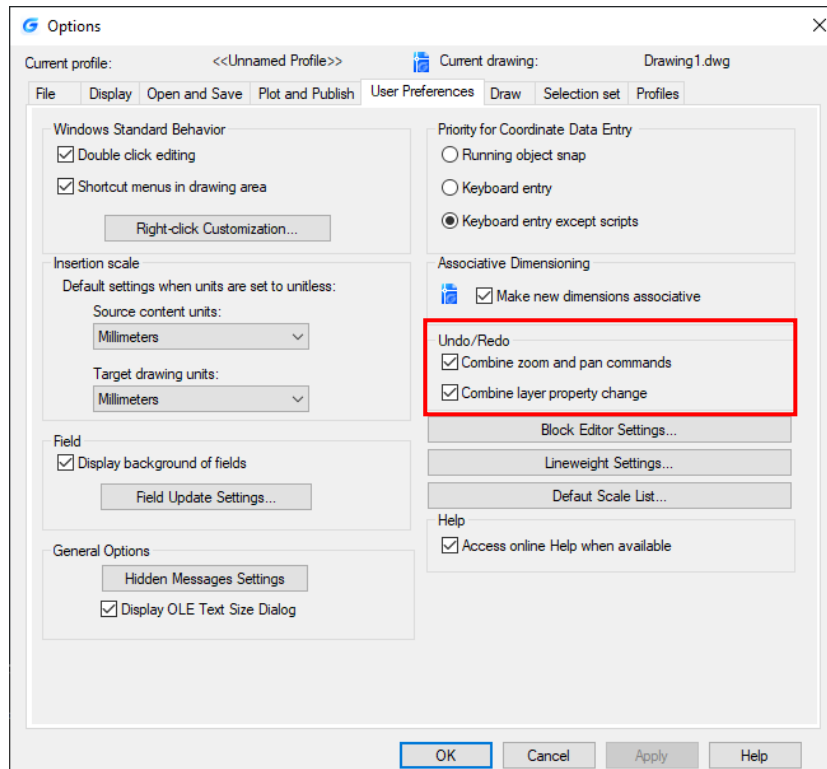 Options
Current profile: <<Unnamed Profile>> Current drawing: Drawing1.dwg
File Display Open and Save Plot and Publish User Preferences Draw Selection set Profiles
Windows Standard Behavior
Double click editing
Shortcut menus in drawing area
Right-click Customization...
Insertion scale
Default settings when units are set to unitless:
Source content units:
Millimeters
Target drawing units:
Millimeters
Field
Display background of fields
Field Update Settings...
General Options
Hidden Messages Settings
Display OLE Text Size Dialog
Priority for Coordinate Data Entry
Running object snap
Keyboard entry
Keyboard entry except scripts
Associative Dimensioning
Make new dimensions associative
Undo/Redo
Combine zoom and pan commands
Combine layer property change
Block Editor Settings...
Lineweight Settings...
Defaut Scale List...
Help
Access online Help when available
OK Cancel Apply Help